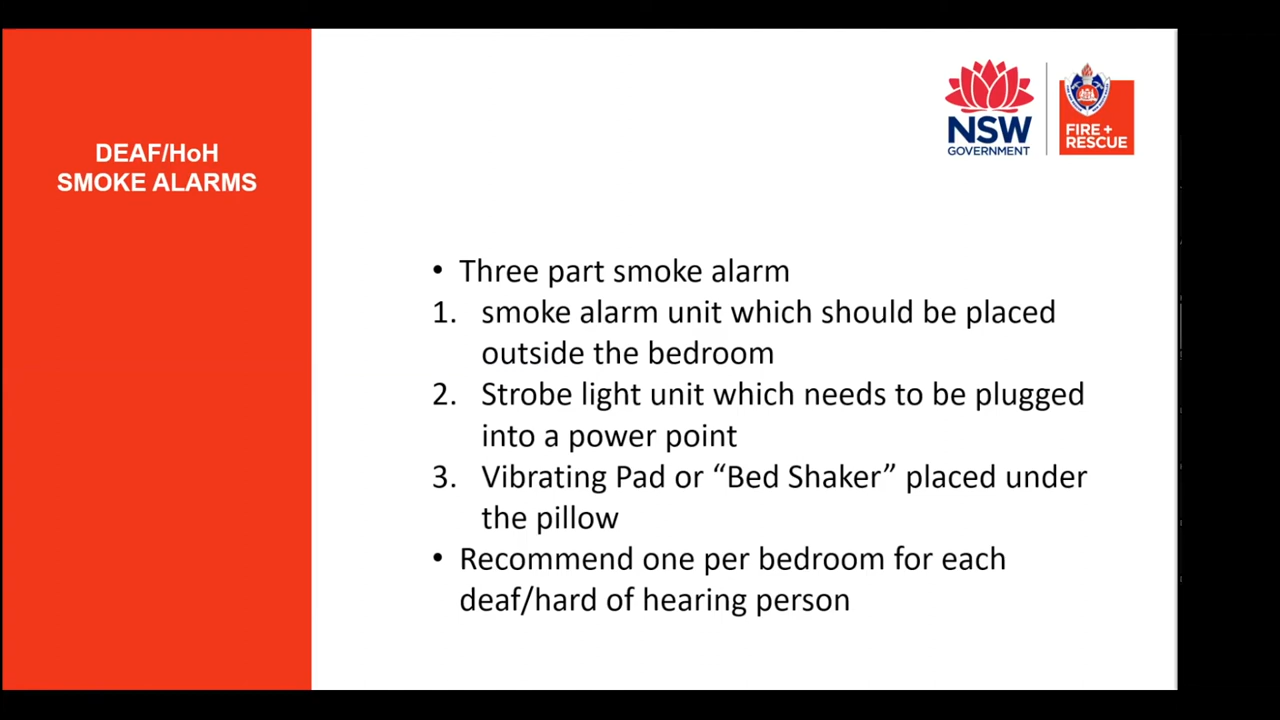 DEAF/HoH
SMOKE ALARMS
NSW
GOVERNMENT
FIRE +
RESCUE
• Three part smoke alarm
1. smoke alarm unit which should be placed
outside the bedroom
2. Strobe light unit which needs to be plugged
into a power point
3. Vibrating Pad or “Bed Shaker” placed under
the pillow
• Recommend one per bedroom for each
deaf/hard of hearing person